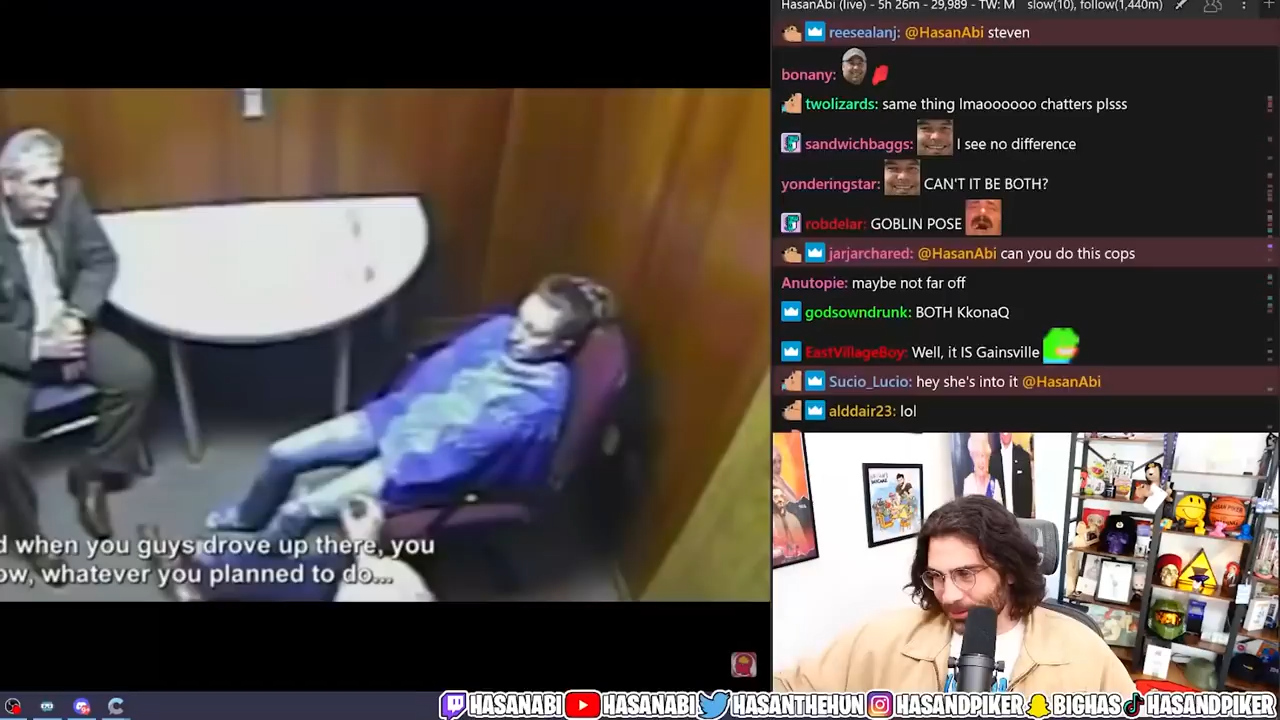 HasanAbi (live) - 5h 26m - 29,989 - TW: M slow(10), follow(1,440m)
reesealanj: @HasanAbi steven
bonany:
twolizards: same thing lmaoooooo chatters plsss
sandwichbaggs: I see no difference
yonderingstar: CAN'T IT BE BOTH?
robdelar: GOBLIN POSE
jarjarchared: @HasanAbi can you do this cops
Anutopie: maybe not far off
godsowndrunk: BOTH KkonaQ
EastVillageBoy: Well, it IS Gainsville
Sucio_Lucio: hey she's into it @HasanAbi
alddair23: lol
d when you guys drove up there, you
ow, whatever you planned to do...
HASANABI HASANABI HASANTHEHUN HASANDPIKER BIGHAS HASANDPIKER